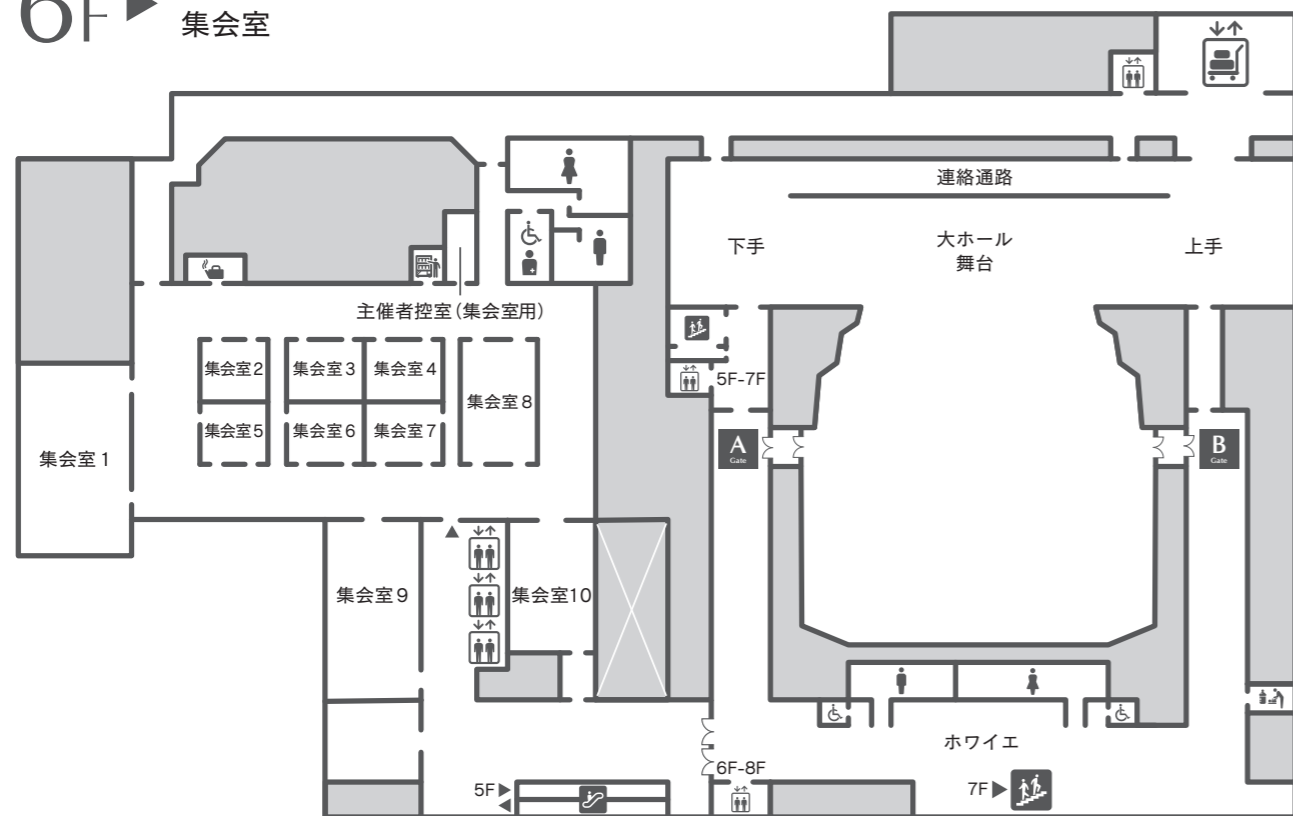 6F▶
集会室
連絡通路
下手
大ホール
舞台
上手
主催者控室(集会室用)
5F-7F
集会室2
集会室3
集会室4
集会室8
集会室5
集会室6
集会室7
集会室1
A
Gate
B
Gate
集会室9
集会室10
ホワイエ
6F-8F
5F▶
◀
7F▶